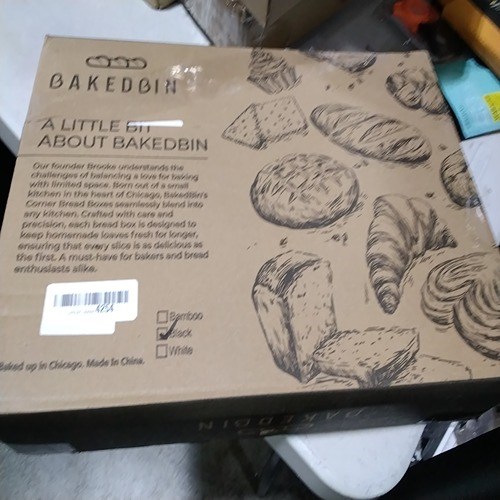 BAKEDBIN
A LITTLE BIT
ABOUT BAKEDBIN
Our founder Brooke understands the
challenges of balancing a love for baking
with limited space. Born out of a small
kitchen in the heart of Chicago, BakedBin's
Corner Bread Boxes seamlessly blend into
any kitchen. Crafted with care and
precision, each bread box is designed to
keep homemade loaves fresh for longer,
ensuring that every slice is as delicious as
the first. A must-have for bakers and bread
enthusiasts alike.
4254
Bamboo
Black
White
Baked up in Chicago. Made in China.
BAKEDBIN